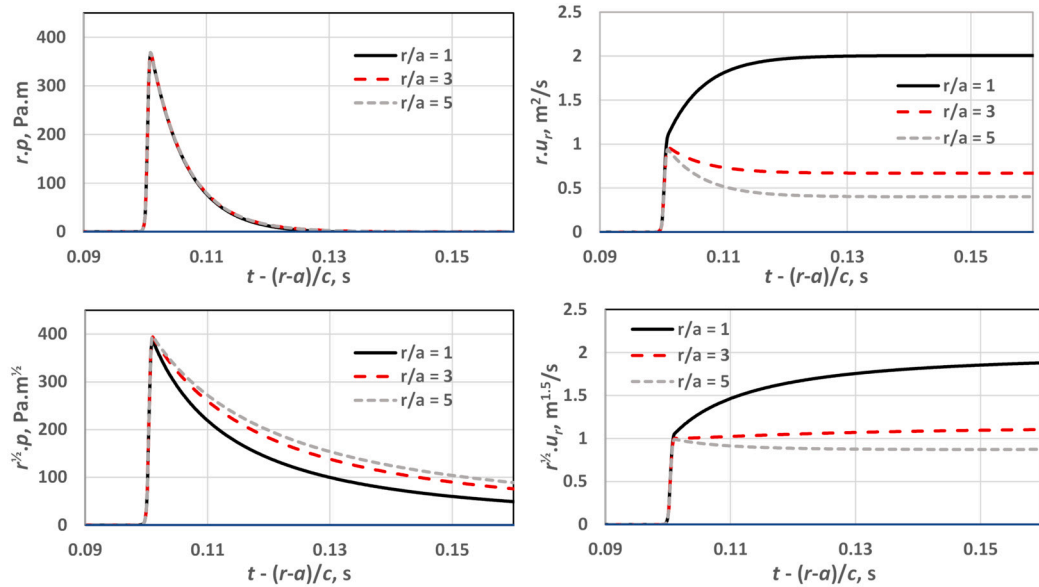 r.p, Pa.m
400
300
200
100
0
r/a = 1
r/a = 3
r/a = 5
0.09 0.11 0.13 0.15
t - (r-a)/c, s
r.uᵣ, m²/s
2.5
2
1.5
1
0.5
0
r/a = 1
r/a = 3
r/a = 5
0.09 0.11 0.13 0.15
t - (r-a)/c, s
r^½.p, Pa.m^½
400
300
200
100
0
r/a = 1
r/a = 3
r/a = 5
0.09 0.11 0.13 0.15
t - (r-a)/c, s
r^½.uᵣ, m^1.5/s
2.5
2
1.5
1
0.5
0
r/a = 1
r/a = 3
r/a = 5
0.09 0.11 0.13 0.15
t - (r-a)/c, s